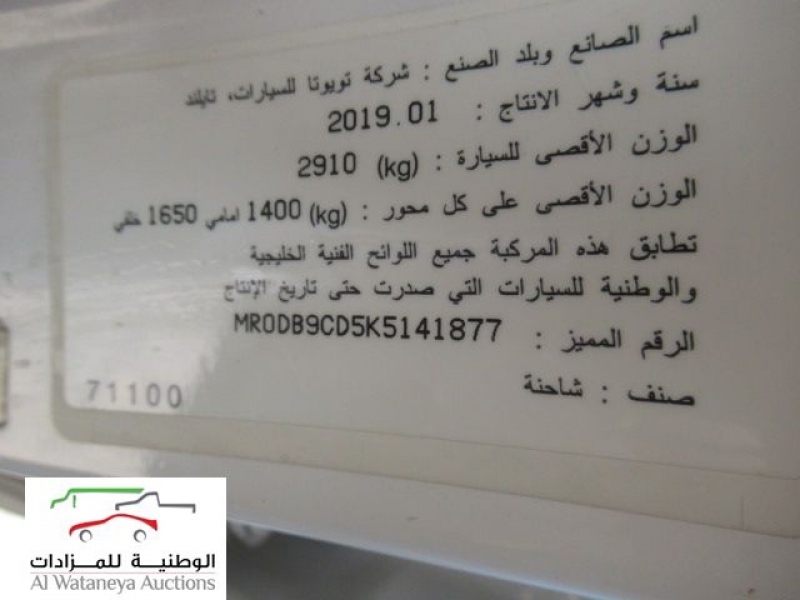 اسم الصانع وبلد الصنع : شركة تويوتا للسيارات، تايلند
سنة وشهر الانتاج : 2019.01
الوزن الأقصى للسيارة : (kg) 2910
الوزن الأقصى على كل محور : (kg) 1400 امامي 1650 خلفي
تطابق هذه المركبة جميع اللوائح الفنية الخليجية
والوطنية للسيارات التي صدرت حتى تاريخ الإنتاج
الرقم المميز : MR0DB9CD5K5141877
صنف : شاحنة
71100
الوطنية للمزادات
Al Wataneya Auctions